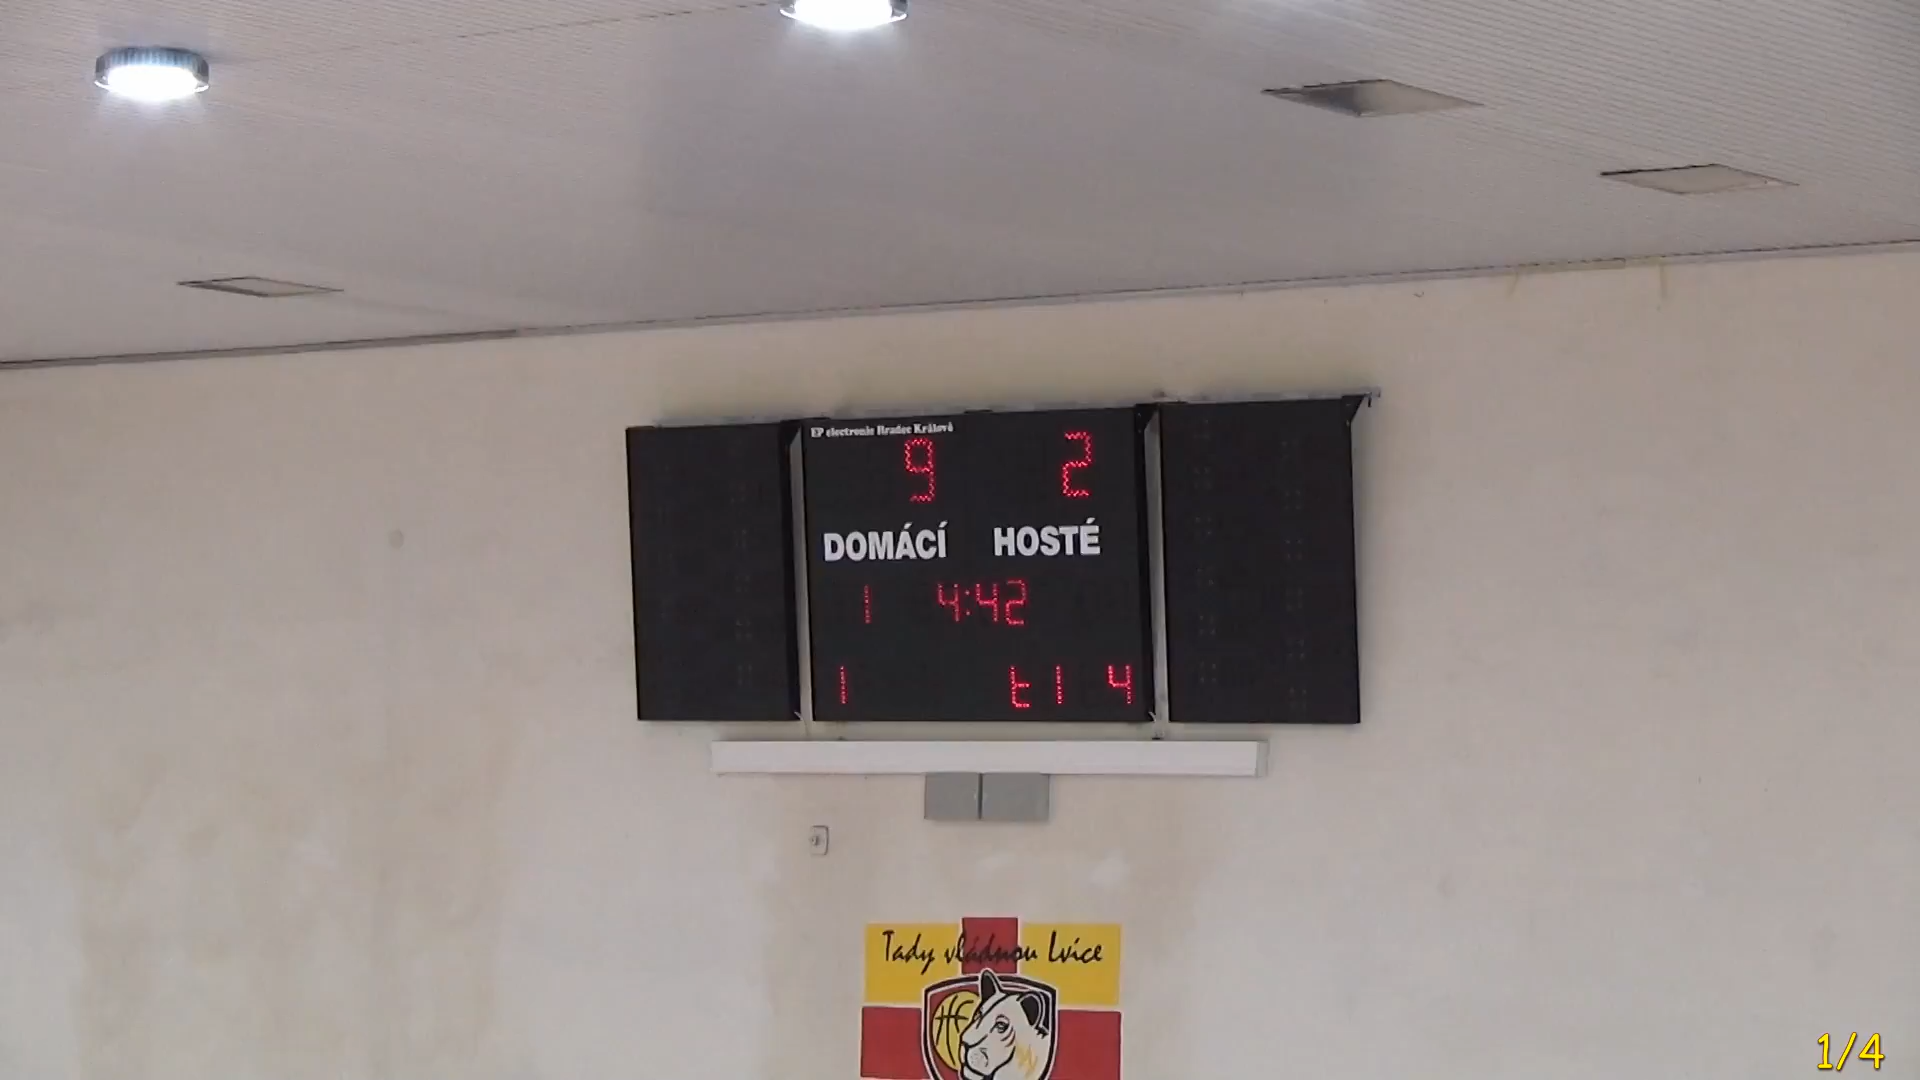 EP electronic Hradec Králové
9 2
DOMÁCÍ HOSTÉ
1 4:42
1 t1 4
Tady vládnou Lvice
1/4